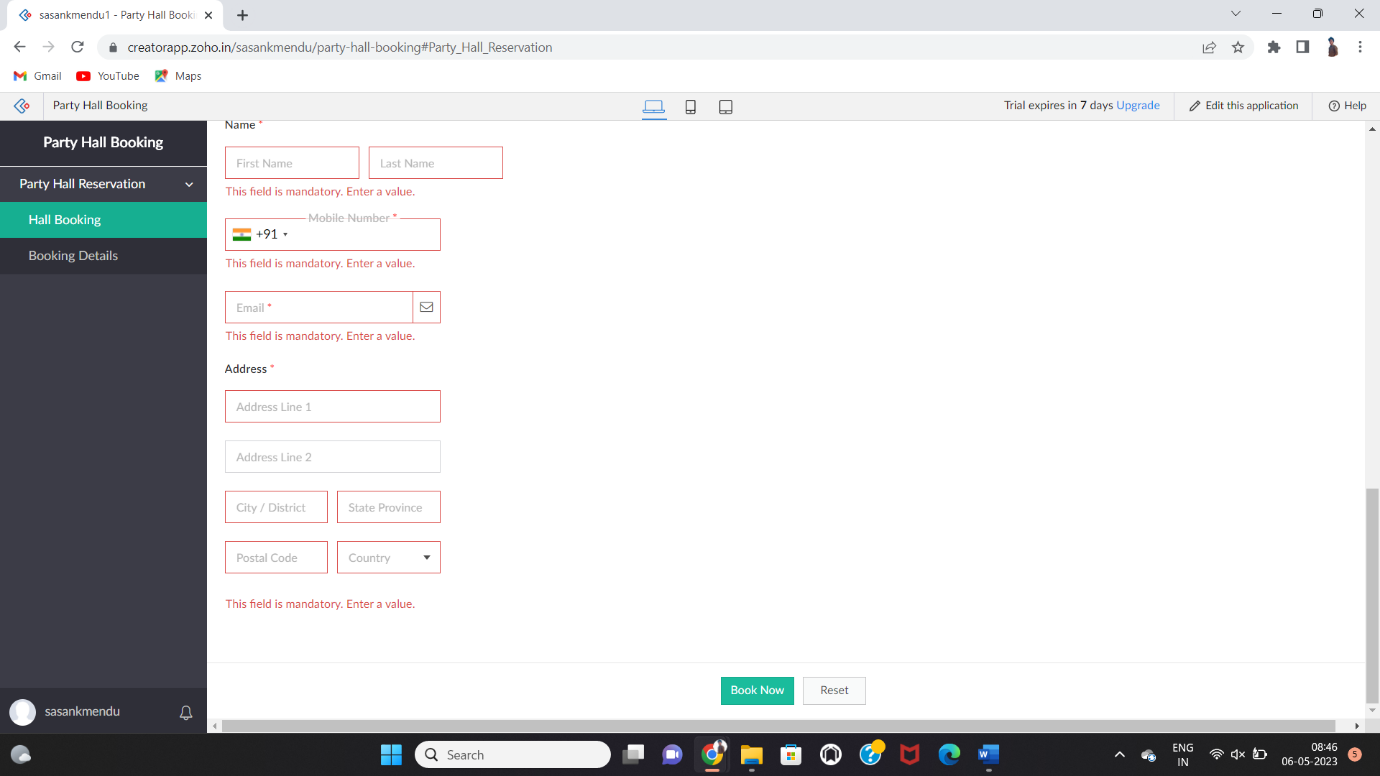 sasankmendu1 - Party Hall Booki
creatorapp.zoho.in/sasankmendu/party-hall-booking#Party_Hall_Reservation
Gmail YouTube Maps
Party Hall Booking Trial expires in 7 days Upgrade Edit this application Help
Party Hall Booking
Party Hall Reservation
Hall Booking
Booking Details
Name *
First Name Last Name
This field is mandatory. Enter a value.
Mobile Number *
+91
This field is mandatory. Enter a value.
Email *
This field is mandatory. Enter a value.
Address *
Address Line 1
Address Line 2
City / District State Province
Postal Code Country
This field is mandatory. Enter a value.
Book Now Reset
sasankmendu
Search
ENG
IN
08:46
06-05-2023
5